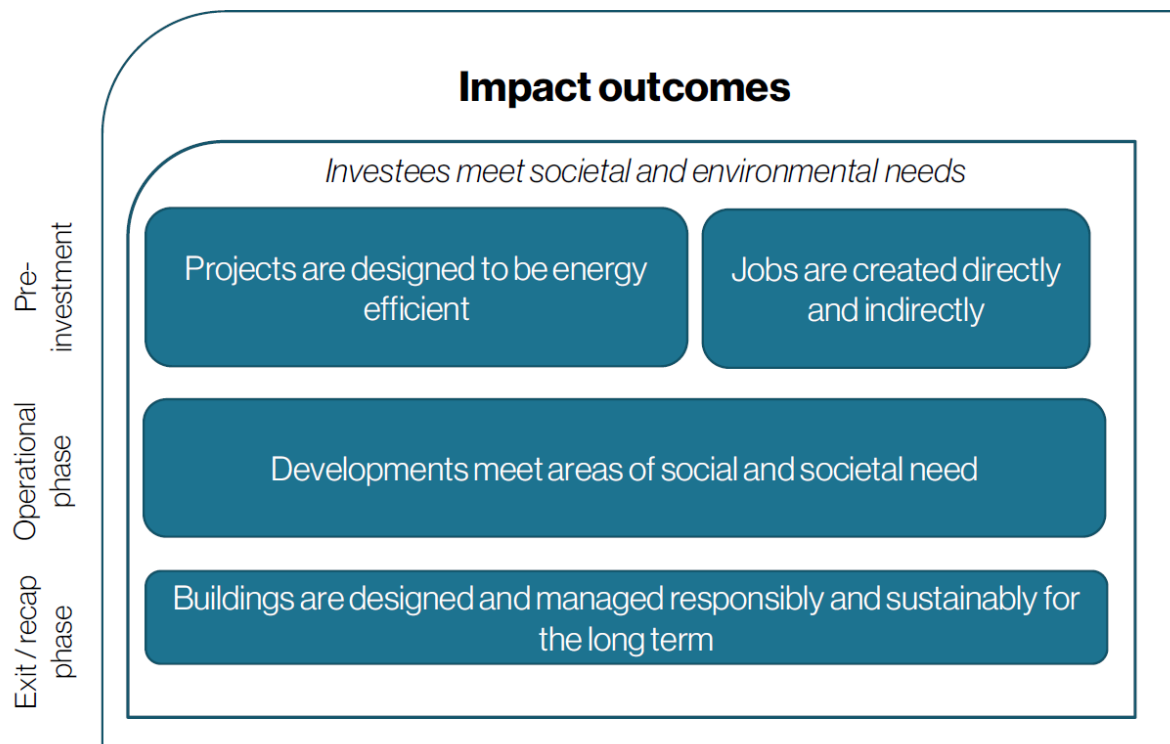 Impact outcomes
Investees meet societal and environmental needs
Pre-
investment
Projects are designed to be energy
efficient
Jobs are created directly
and indirectly
Operational
phase
Developments meet areas of social and societal need
Exit / recap
phase
Buildings are designed and managed responsibly and sustainably for
the long term